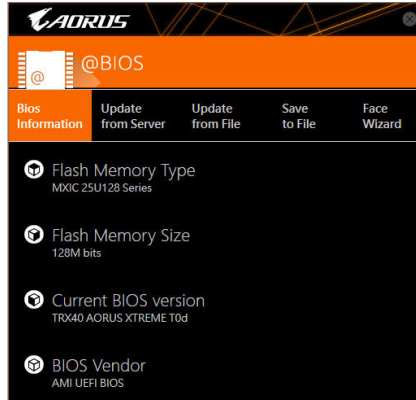 AORUS
@
@BIOS
Bios Information
Update from Server
Update from File
Save to File
Face Wizard
Flash Memory Type
MXIC 25U128 Series
Flash Memory Size
128M bits
Current BIOS version
TRX40 AORUS XTREME T0d
BIOS Vendor
AMI UEFI BIOS